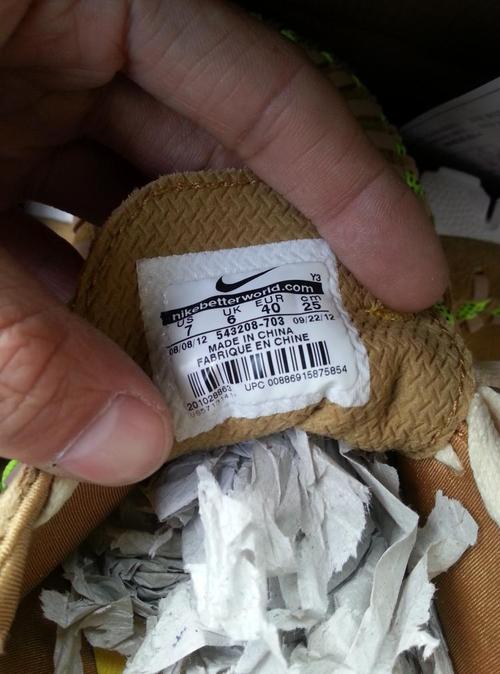 Y3
nikebetterworld.com
US UK EUR cm
7 6 40 25
08/08/12 543208-703 09/22/12
MADE IN CHINA
FABRIQUE EN CHINE
UPC 00886915875854